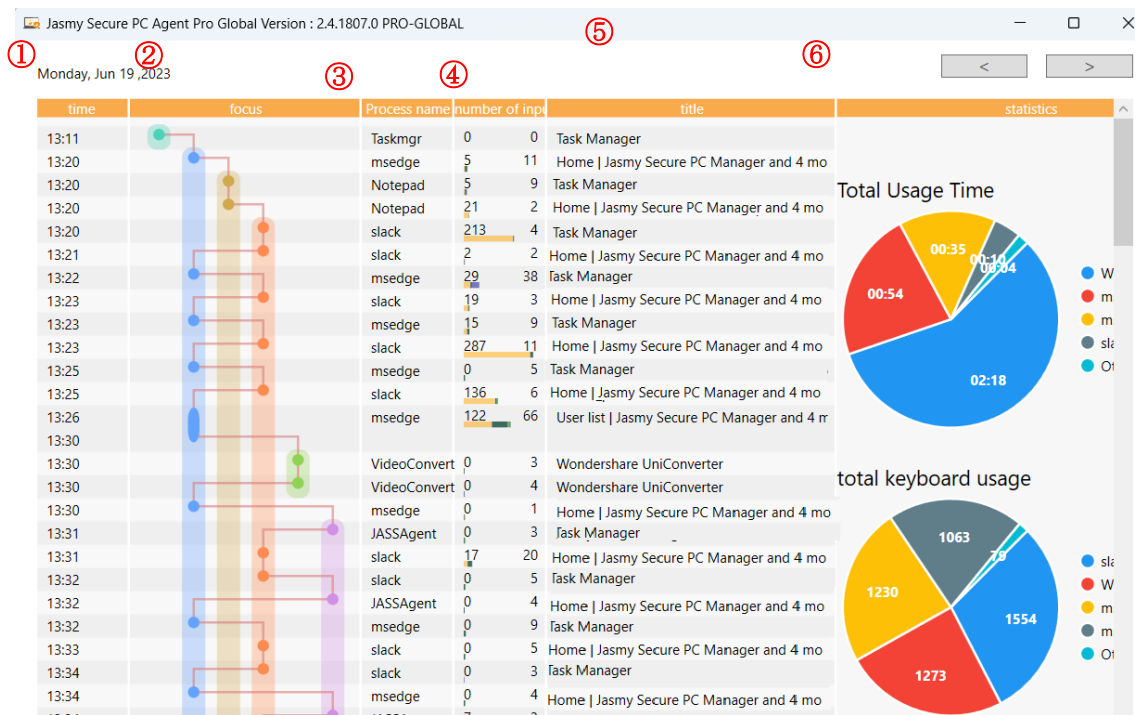 Jasmy Secure PC Agent Pro Global Version : 2.4.1807.0 PRO-GLOBAL
① ② ③ ④ ⑤ ⑥
Monday, Jun 19 ,2023
< >
time focus Process name number of inpu title statistics
13:11 Taskmgr 0 0 Task Manager
13:20 msedge 5 11 Home | Jasmy Secure PC Manager and 4 mo
13:20 Notepad 5 9 Task Manager
13:20 Notepad 21 2 Home | Jasmy Secure PC Manager and 4 mo
13:20 slack 213 4 Task Manager
13:21 slack 2 2 Home | Jasmy Secure PC Manager and 4 mo
13:22 msedge 29 38 Task Manager
13:23 slack 19 3 Home | Jasmy Secure PC Manager and 4 mo
13:23 msedge 15 9 Task Manager
13:23 slack 287 11 Home | Jasmy Secure PC Manager and 4 mo
13:25 msedge 0 5 Task Manager
13:25 slack 136 6 Home | Jasmy Secure PC Manager and 4 mo
13:26 msedge 122 66 User list | Jasmy Secure PC Manager and 4 m
13:30
13:30 VideoConvert 0 3 Wondershare UniConverter
13:30 VideoConvert 0 4 Wondershare UniConverter
13:30 msedge 0 1 Home | Jasmy Secure PC Manager and 4 mo
13:31 JASSAgent 0 3 Task Manager
13:31 slack 17 20 Home | Jasmy Secure PC Manager and 4 mo
13:32 slack 0 5 Task Manager
13:32 JASSAgent 0 4 Home | Jasmy Secure PC Manager and 4 mo
13:32 msedge 0 9 Task Manager
13:33 slack 0 5 Home | Jasmy Secure PC Manager and 4 mo
13:34 slack 0 3 Task Manager
13:34 msedge 0 4 Home | Jasmy Secure PC Manager and 4 mo
Total Usage Time
00:35
00:10
00:04
00:54
02:18
W
m
m
sla
Ot
total keyboard usage
1063
79
1230
1554
1273
sla
W
m
m
Ot